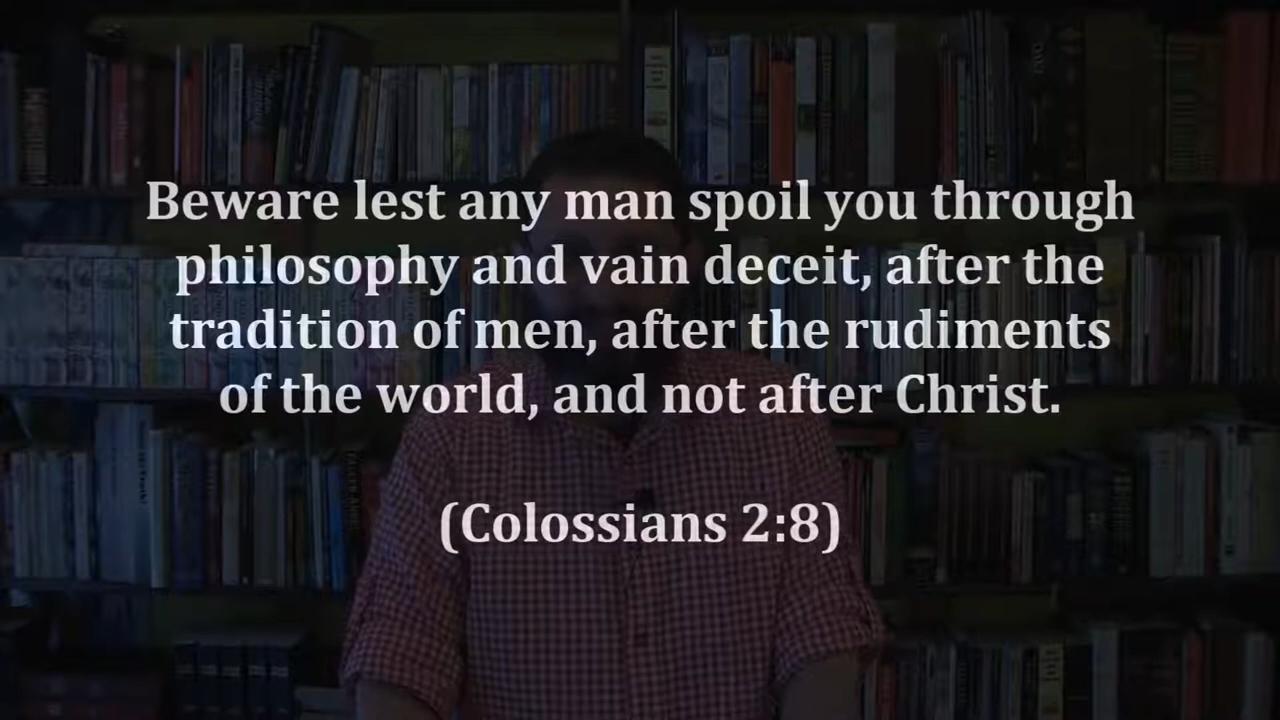 Beware lest any man spoil you through
philosophy and vain deceit, after the
tradition of men, after the rudiments
of the world, and not after Christ.
(Colossians 2:8)